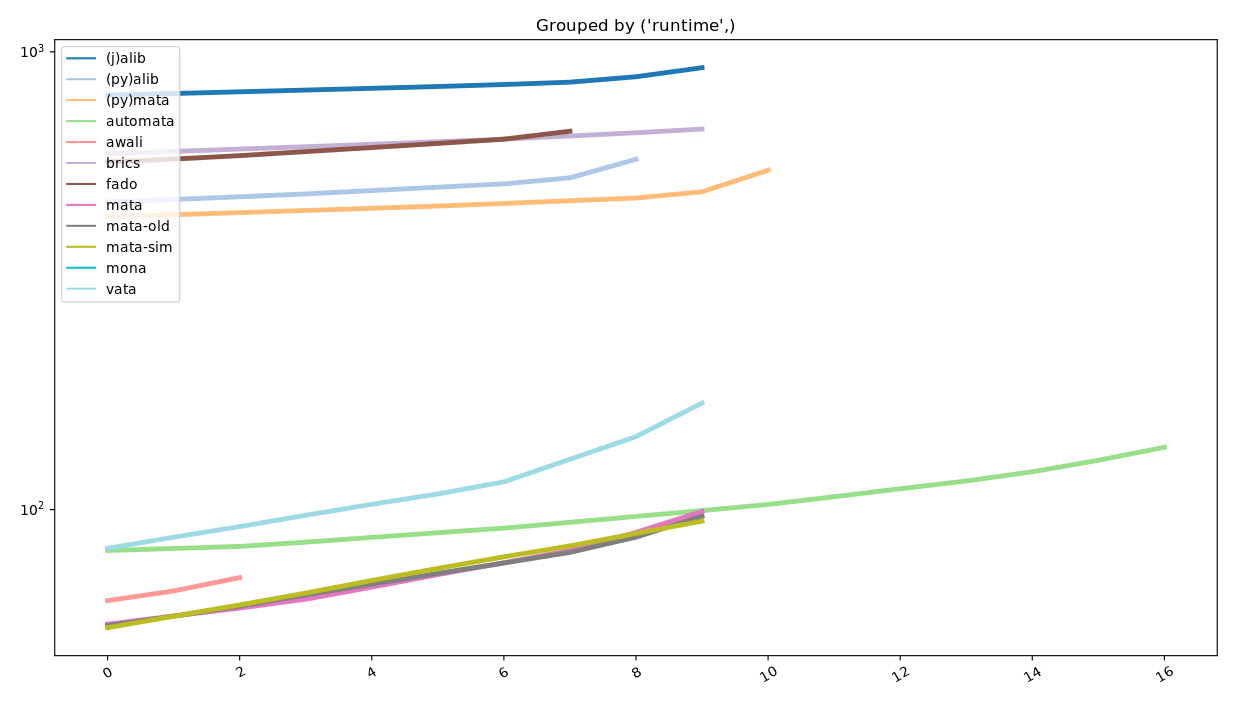 Grouped by ('runtime',)
10³
(j)alib
(py)alib
(py)mata
automata
awali
brics
fado
mata
mata-old
mata-sim
mona
vata
10²
0 2 4 6 8 10 12 14 16